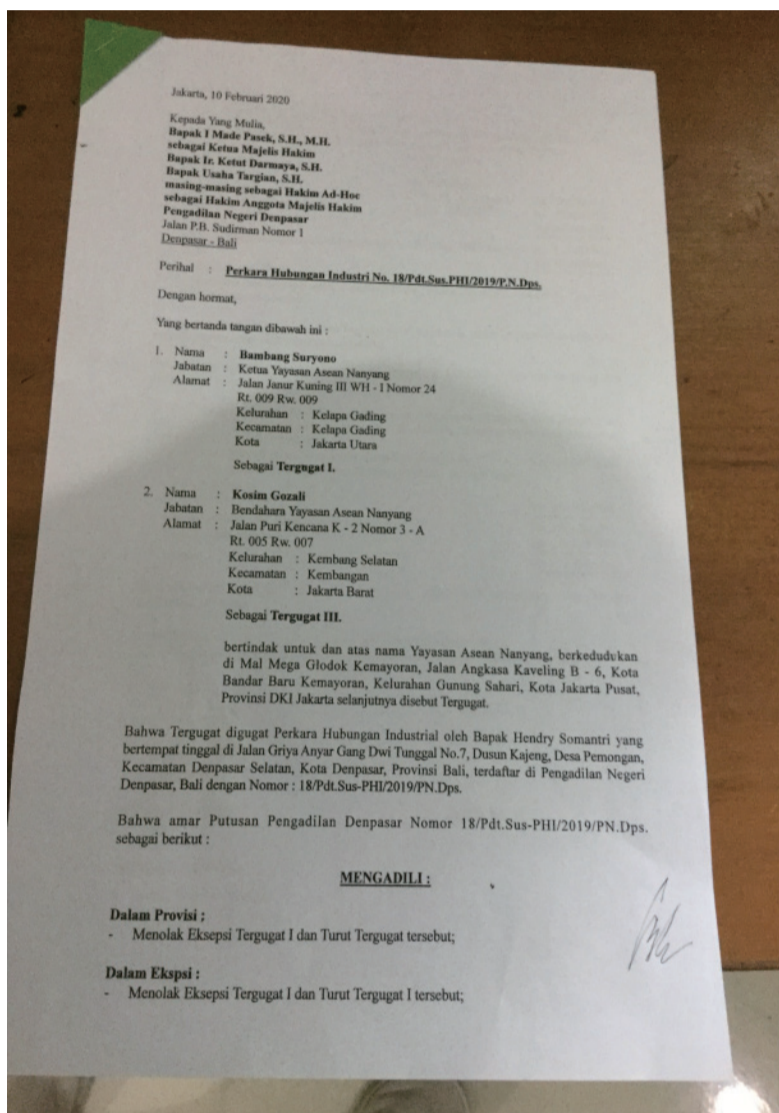 Jakarta, 10 Februari 2020
Kepada Yang Mulia,
Bapak I Made Pasek, S.H., M.H.
sebagai Ketua Majelis Hakim
Bapak Ir. Ketut Darmaya, S.H.
Bapak Usaha Targian, S.H.
masing-masing sebagai Hakim Ad-Hoc
sebagai Hakim Anggota Majelis Hakim
Pengadilan Negeri Denpasar
Jalan P.B. Sudirman Nomor 1
Denpasar - Bali
Perihal : Perkara Hubungan Industri No. 18/Pdt.Sus.PHI/2019/P.N.Dps.
Dengan hormat,
Yang bertanda tangan dibawah ini :
1. Nama : Bambang Suryono
Jabatan : Ketua Yayasan Asean Nanyang
Alamat : Jalan Janur Kuning III WH - I Nomor 24
Rt. 009 Rw. 009
Kelurahan : Kelapa Gading
Kecamatan : Kelapa Gading
Kota : Jakarta Utara
Sebagai Tergugat I.
2. Nama : Kosim Gozali
Jabatan : Bendahara Yayasan Asean Nanyang
Alamat : Jalan Puri Kencana K - 2 Nomor 3 - A
Rt. 005 Rw. 007
Kelurahan : Kembang Selatan
Kecamatan : Kembangan
Kota : Jakarta Barat
Sebagai Tergugat III.
bertindak untuk dan atas nama Yayasan Asean Nanyang, berkedudukan
di Mal Mega Glodok Kemayoran, Jalan Angkasa Kaveling B - 6, Kota
Bandar Baru Kemayoran, Kelurahan Gunung Sahari, Kota Jakarta Pusat,
Provinsi DKI Jakarta selanjutnya disebut Tergugat.
Bahwa Tergugat digugat Perkara Hubungan Industrial oleh Bapak Hendry Somantri yang
bertempat tinggal di Jalan Griya Anyar Gang Dwi Tunggal No.7, Dusun Kajeng, Desa Pemongan,
Kecamatan Denpasar Selatan, Kota Denpasar, Provinsi Bali, terdaftar di Pengadilan Negeri
Denpasar, Bali dengan Nomor : 18/Pdt.Sus-PHI/2019/PN.Dps.
Bahwa amar Putusan Pengadilan Denpasar Nomor 18/Pdt.Sus-PHI/2019/PN.Dps.
sebagai berikut :
MENGADILI :
Dalam Provisi :
- Menolak Eksepsi Tergugat I dan Turut Tergugat tersebut;
Dalam Ekspsi :
- Menolak Eksepsi Tergugat I dan Turut Tergugat I tersebut;